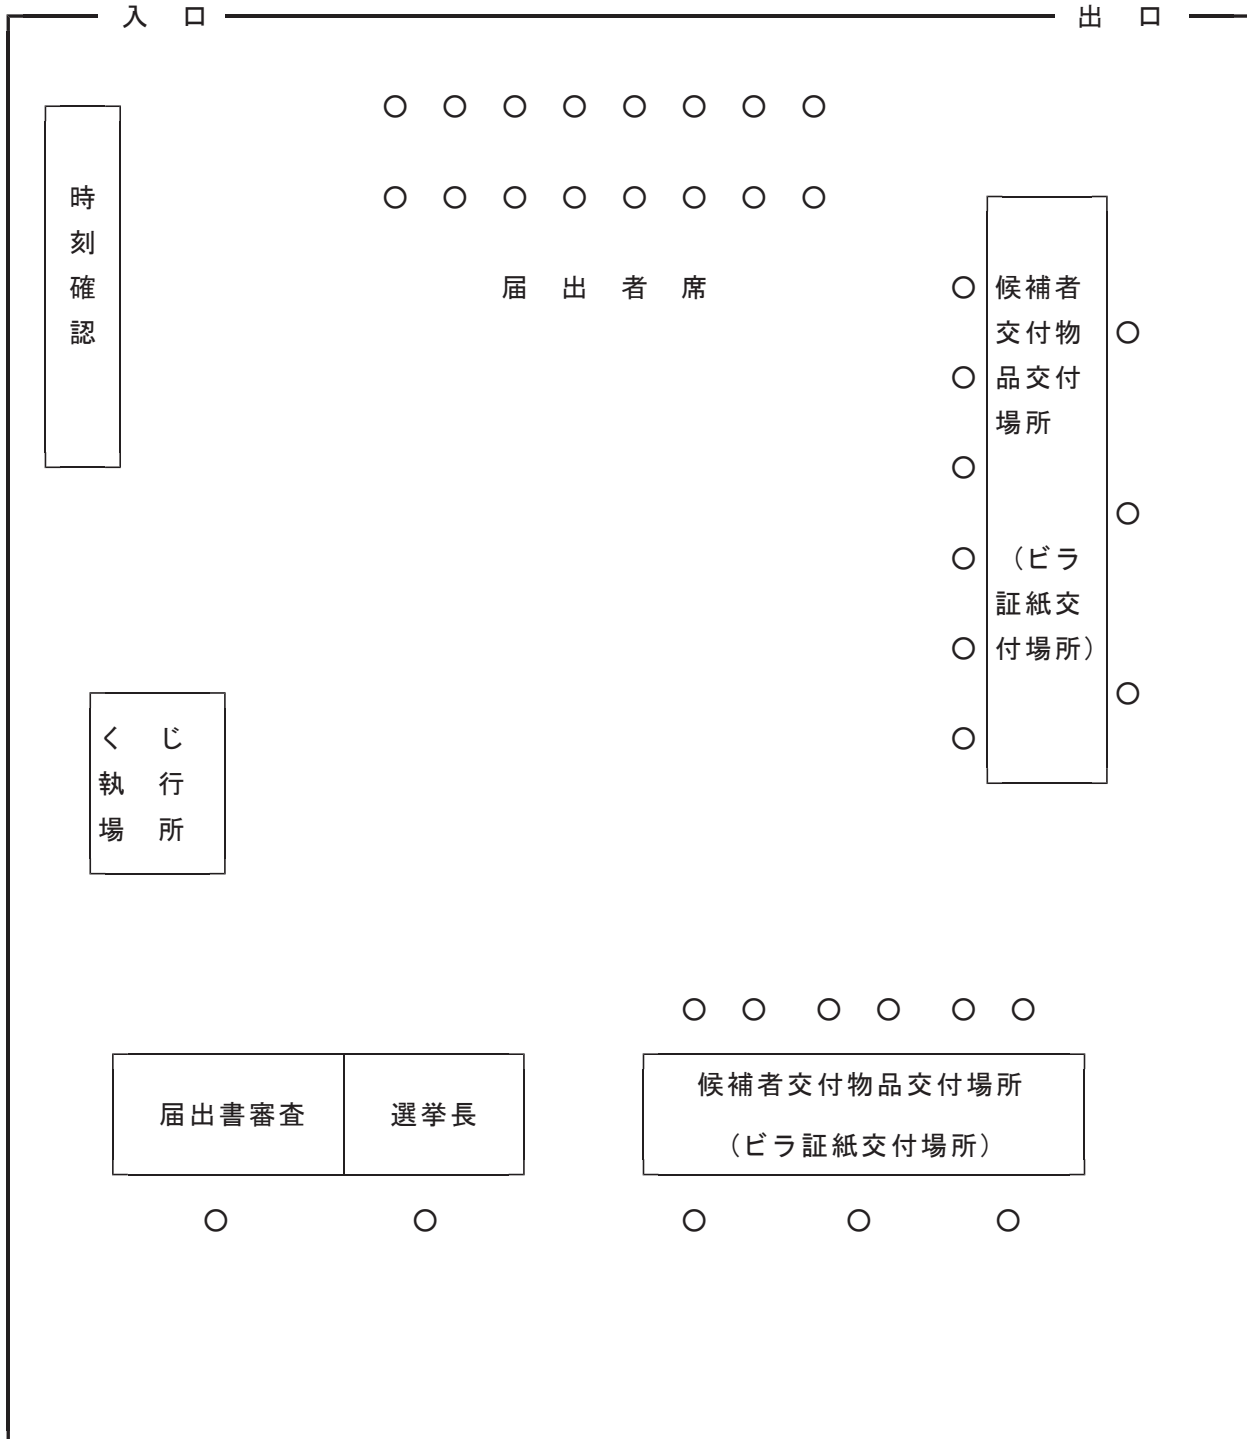 入口
出口
時刻確認
届出者席
候補者
交付物
品交付
場所
（ビラ
証紙交
付場所）
くじ
執行
場所
届出書審査
選挙長
候補者交付物品交付場所
（ビラ証紙交付場所）